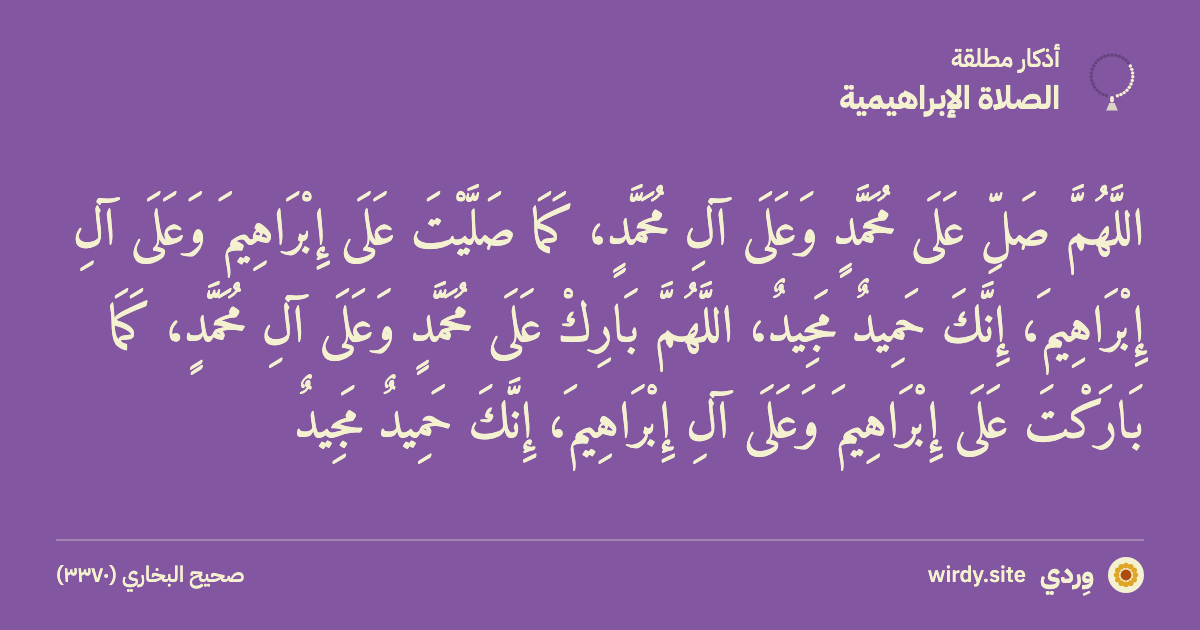 أذكار مطلقة
الصلاة الإبراهيمية
اللَّهُمَّ صَلِّ عَلَى مُحَمَّدٍ وَعَلَى آلِ مُحَمَّدٍ، كَمَا صَلَّيْتَ عَلَى إِبْرَاهِيمَ وَعَلَى آلِ
إِبْرَاهِيمَ، إِنَّكَ حَمِيدٌ مَجِيدٌ، اللَّهُمَّ بَارِكْ عَلَى مُحَمَّدٍ وَعَلَى آلِ مُحَمَّدٍ، كَمَا
بَارَكْتَ عَلَى إِبْرَاهِيمَ وَعَلَى آلِ إِبْرَاهِيمَ، إِنَّكَ حَمِيدٌ مَجِيدٌ
وِردي wirdy.site
صحيح البخاري (٣٣٧٠)